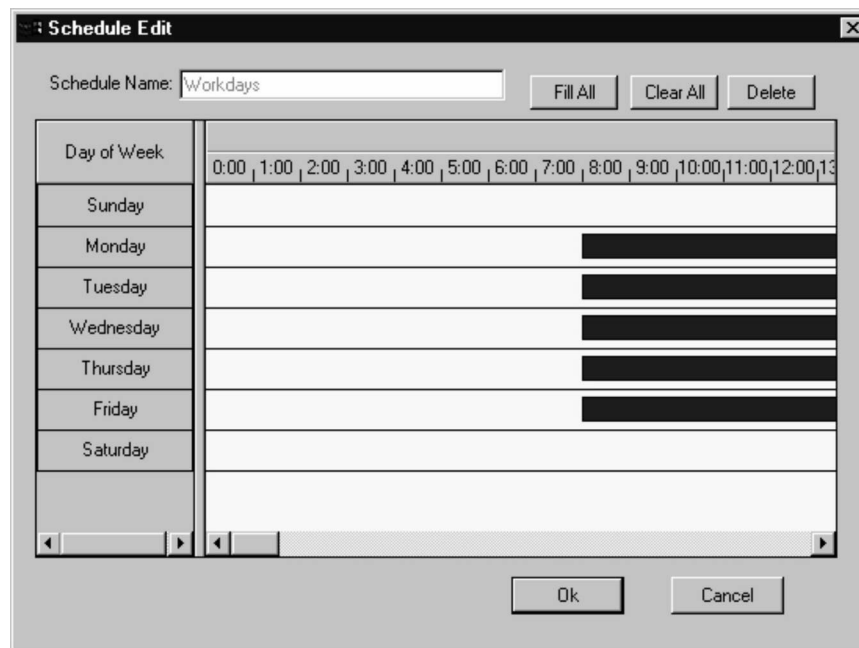 Schedule Edit
Schedule Name: Workdays Fill All Clear All Delete
Day of Week 0:00 1:00 2:00 3:00 4:00 5:00 6:00 7:00 8:00 9:00 10:00 11:00 12:00 13
Sunday
Monday
Tuesday
Wednesday
Thursday
Friday
Saturday
Ok Cancel